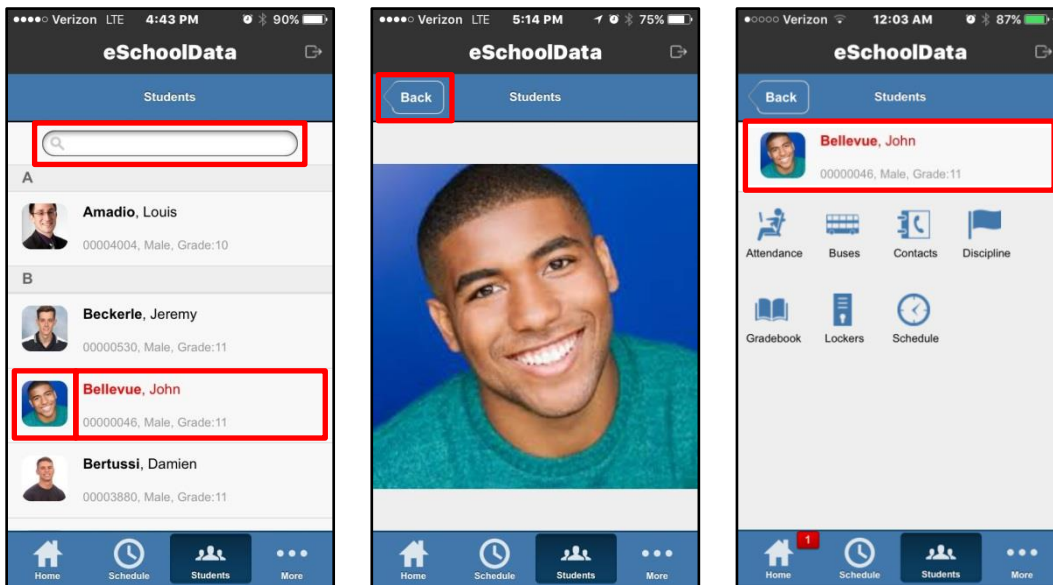 Verizon LTE 4:43 PM 90%
eSchoolData
Students
A
Amadio, Louis
00004004, Male, Grade:10
B
Beckerle, Jeremy
00000530, Male, Grade:11
Bellevue, John
00000046, Male, Grade:11
Bertussi, Damien
00003880, Male, Grade:11
Home Schedule Students More
Verizon LTE 5:14 PM 75%
eSchoolData
Back Students
Home Schedule Students More
Verizon 12:03 AM 87%
eSchoolData
Back Students
Bellevue, John
00000046, Male, Grade:11
Attendance Buses Contacts Discipline
Gradebook Lockers Schedule
1
Home Schedule Students More